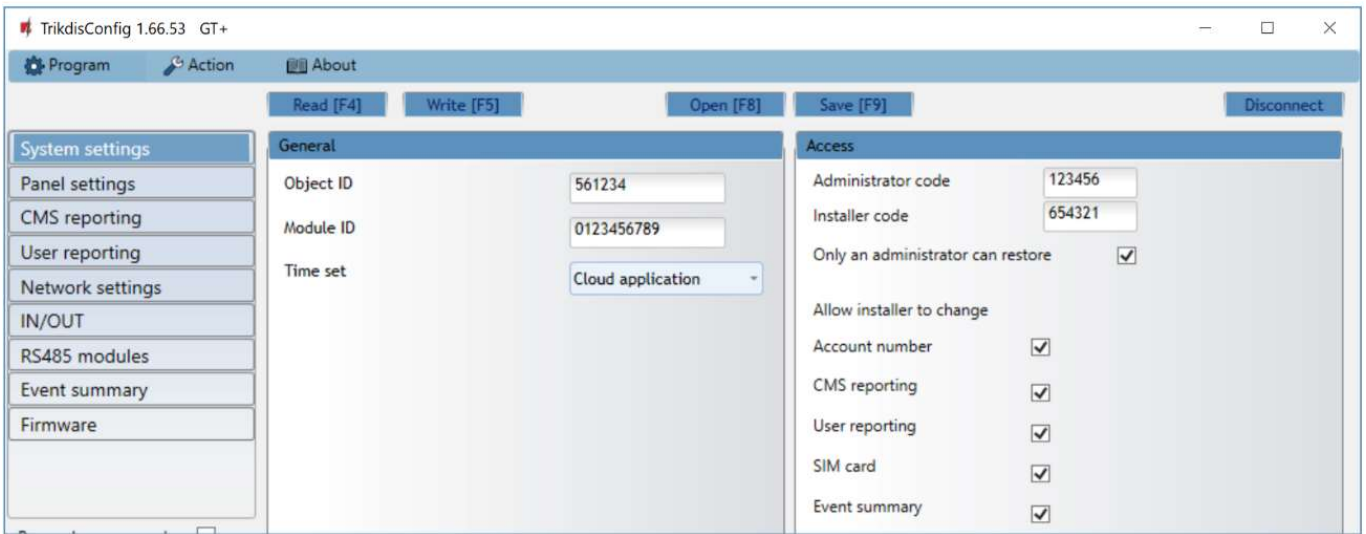 TrikdisConfig 1.66.53 GT+
Program Action About
Read [F4] Write [F5] Open [F8] Save [F9] Disconnect
System settings
Panel settings
CMS reporting
User reporting
Network settings
IN/OUT
RS485 modules
Event summary
Firmware
General
Object ID 561234
Module ID 0123456789
Time set Cloud application
Access
Administrator code 123456
Installer code 654321
Only an administrator can restore
Allow installer to change
Account number
CMS reporting
User reporting
SIM card
Event summary